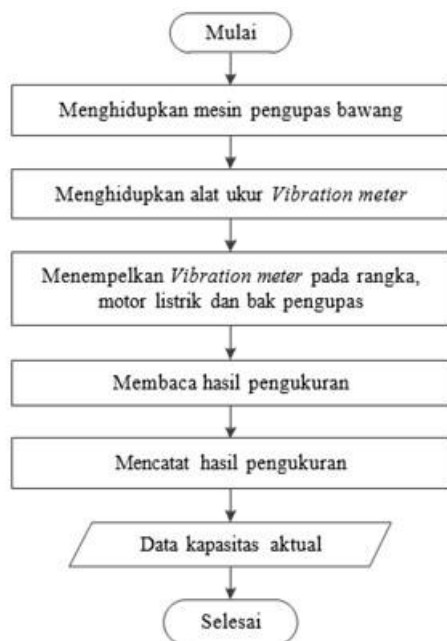 Mulai
Menghidupkan mesin pengupas bawang
Menghidupkan alat ukur Vibration meter
Menempelkan Vibration meter pada rangka,
motor listrik dan bak pengupas
Membaca hasil pengukuran
Mencatat hasil pengukuran
Data kapasitas aktual
Selesai